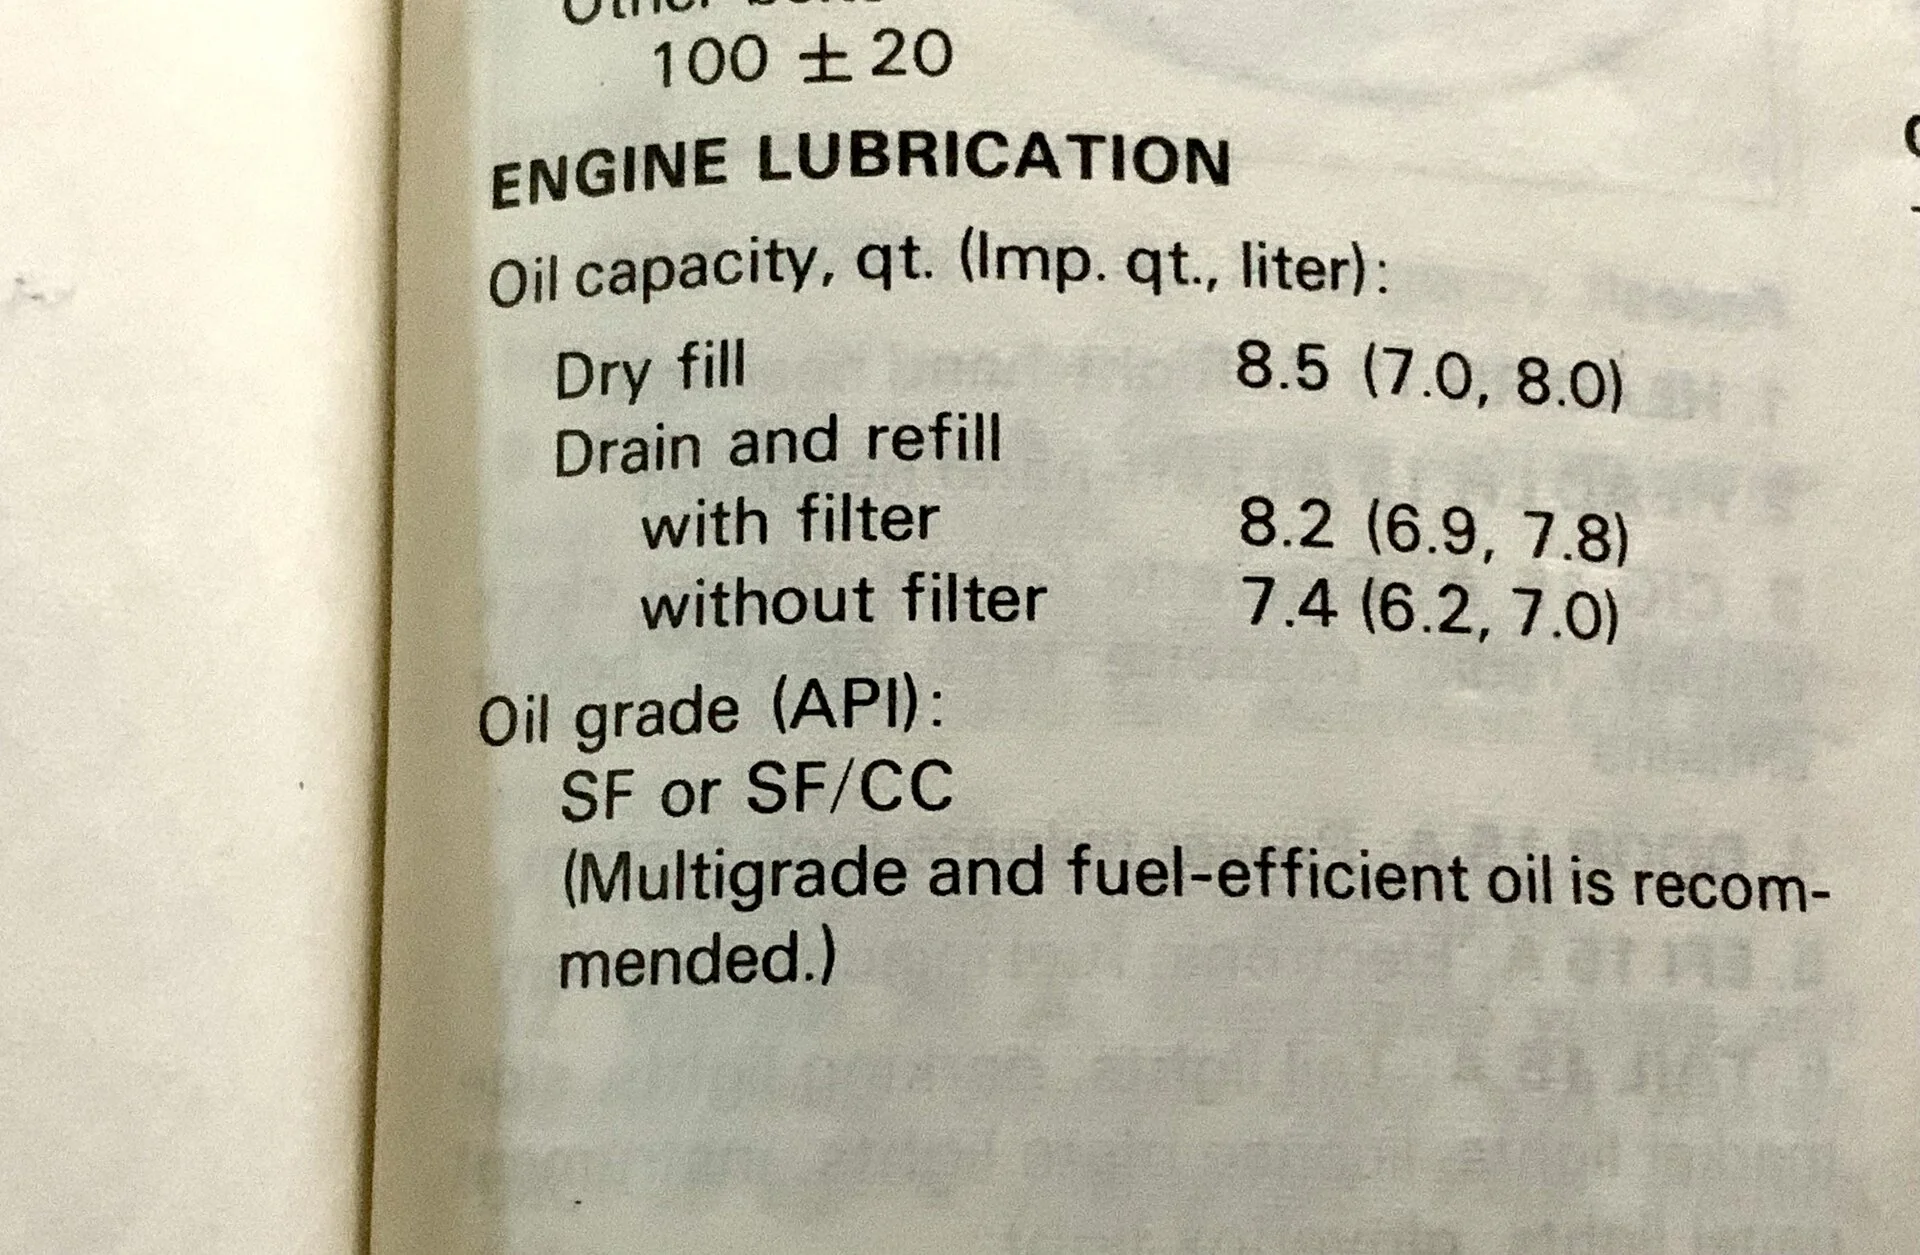 Other
100 ± 20
ENGINE LUBRICATION
Oil capacity, qt. (Imp. qt., liter):
Dry fill 8.5 (7.0, 8.0)
Drain and refill
with filter 8.2 (6.9, 7.8)
without filter 7.4 (6.2, 7.0)
Oil grade (API):
SF or SF/CC
(Multigrade and fuel-efficient oil is recom-
mended.)